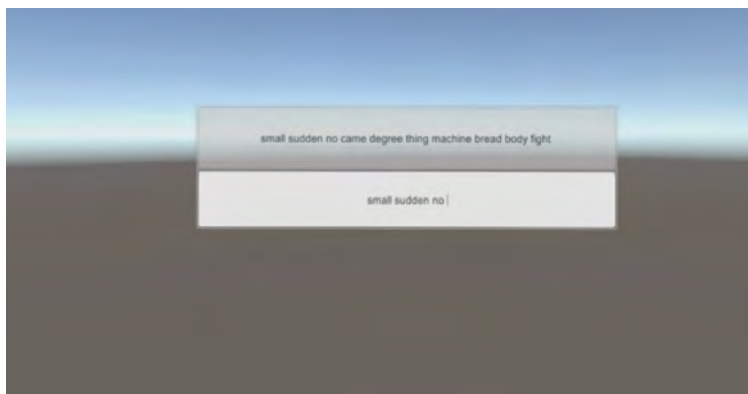 small sudden no came degree thing machine bread body fight
small sudden no